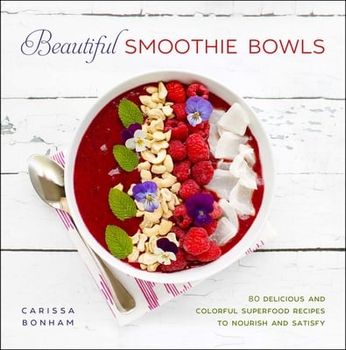 Beautiful SMOOTHIE BOWLS
CARISSA
BONHAM
80 DELICIOUS AND
COLORFUL SUPERFOOD RECIPES
TO NOURISH AND SATISFY